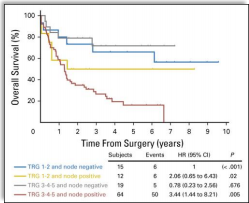 100
80
60
40
20
0 1 2 3 4 5 6 7 8 9 10
Overall Survival (%)
Time From Surgery (years)
Subjects Events HR (95% CI) P
TRG 1-2 and node negative 15 6 1 (< .001)
TRG 1-2 and node positive 12 6 2.06 (0.65 to 6.43) .02
TRG 3-4-5 and node negative 19 5 0.78 (0.23 to 2.56) .676
TRG 3-4-5 and node positive 64 50 3.44 (1.44 to 8.21) .005